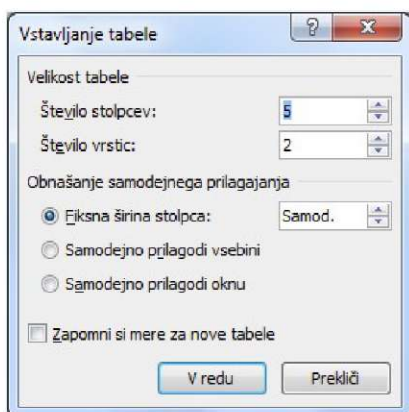 Vstavljanje tabele
Velikost tabele
Število stolpcev: 5
Število vrstic: 2
Obnašanje samodejnega prilagajanja
Fiksna širina stolpca: Samod.
Samodejno prilagodi vsebini
Samodejno prilagodi oknu
Zapomni si mere za nove tabele
V redu Prekliči